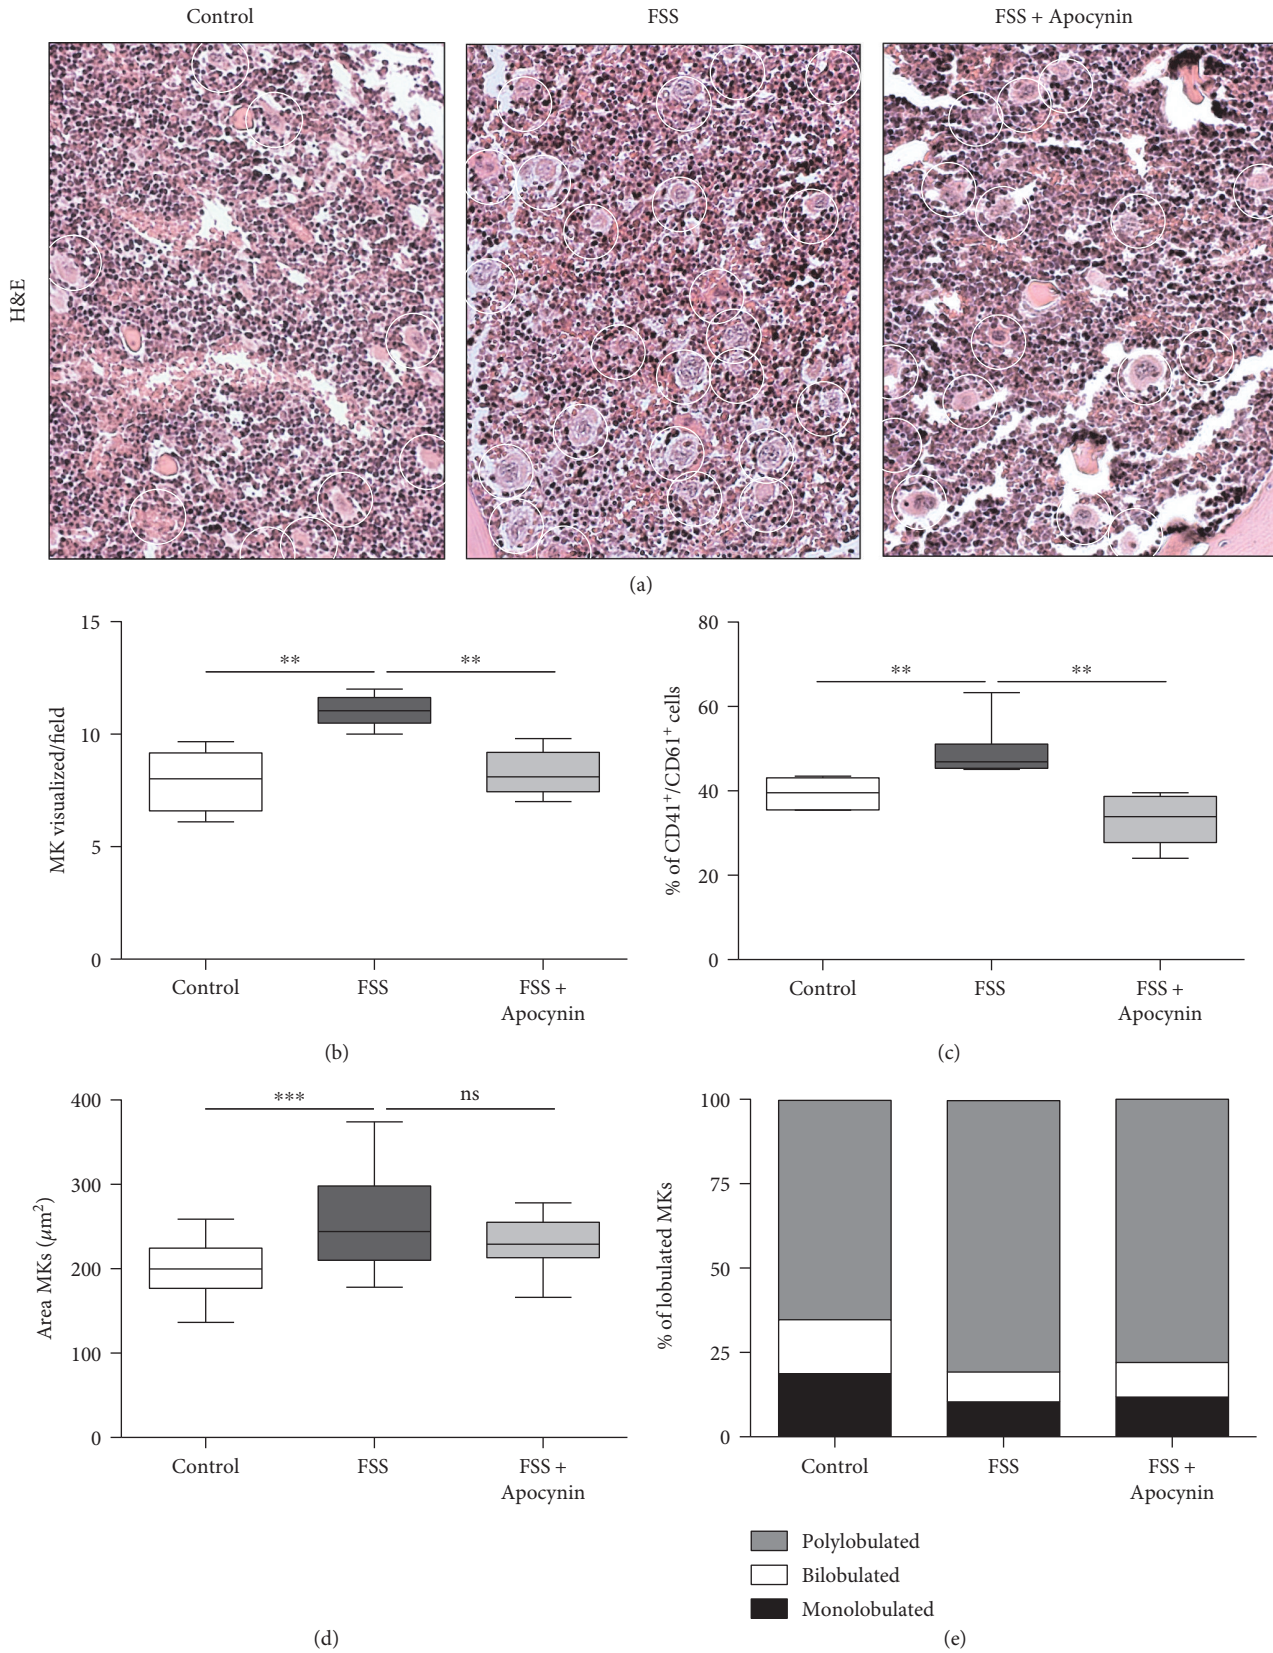 Control
FSS
FSS + Apocynin
H&E
(a)
15
10
5
0
MK visualized/field
**
**
Control
FSS
FSS +
Apocynin
(b)
80
60
40
20
0
% of CD41⁺/CD61⁺ cells
**
**
Control
FSS
FSS +
Apocynin
(c)
400
300
200
100
0
Area MKs (μm²)
***
ns
Control
FSS
FSS +
Apocynin
(d)
100
75
50
25
0
% of lobulated MKs
Control
FSS
FSS +
Apocynin
Polylobulated
Bilobulated
Monolobulated
(e)